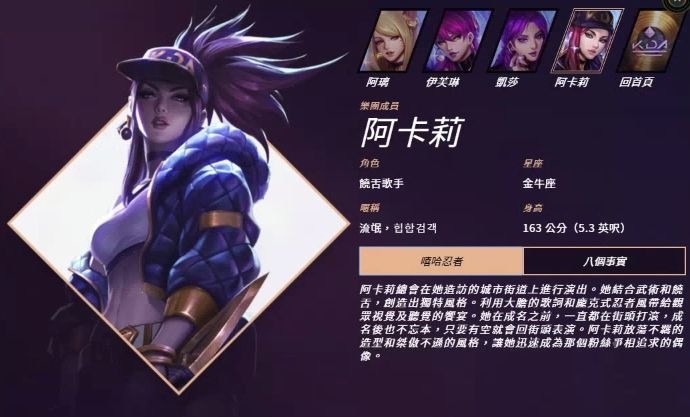 阿璃 伊芙琳 凱莎 阿卡莉 回首頁
KDA
樂團成員
阿卡莉
角色 星座
饒舌歌手 金牛座
暱稱 身高
流氓，힙합검객 163 公分（5.3 英呎）
嘻哈忍者 八個事實
阿卡莉總會在她造訪的城市街道上進行演出。她結合武術和饒
舌，創造出獨特風格。利用大膽的歌詞和龐克式忍者風帶給觀
眾視覺及聽覺的饗宴。她在成名之前，一直都在街頭打滾，成
名後也不忘本，只要有空就會回街頭表演。阿卡莉放蕩不羈的
造型和桀傲不遜的風格，讓她迅速成為那個粉絲爭相追求的偶
像。